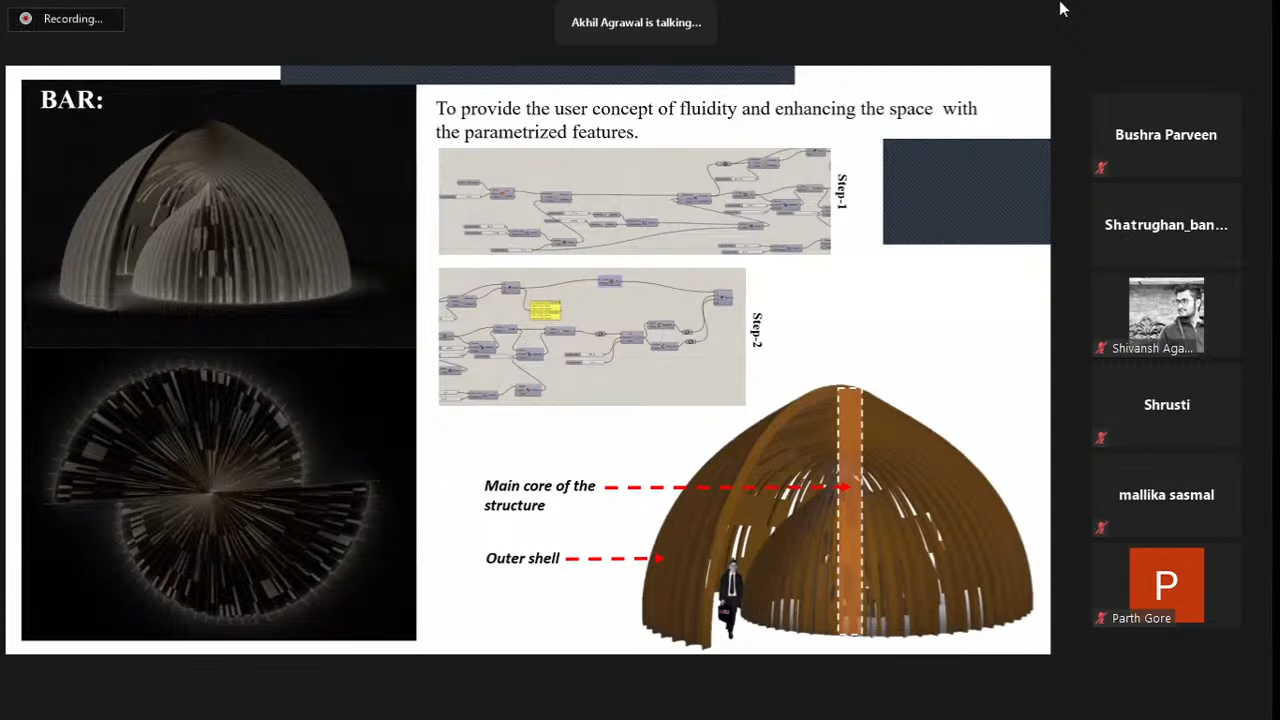 Recording...
Akhil Agrawal is talking...
BAR:
To provide the user concept of fluidity and enhancing the space with
the parametrized features.
Step-1
Step-2
Main core of the
structure
Outer shell
Bushra Parveen
Shatrughan_ban...
Shivansh Aga...
Shrusti
mallika sasmal
P
Parth Gore